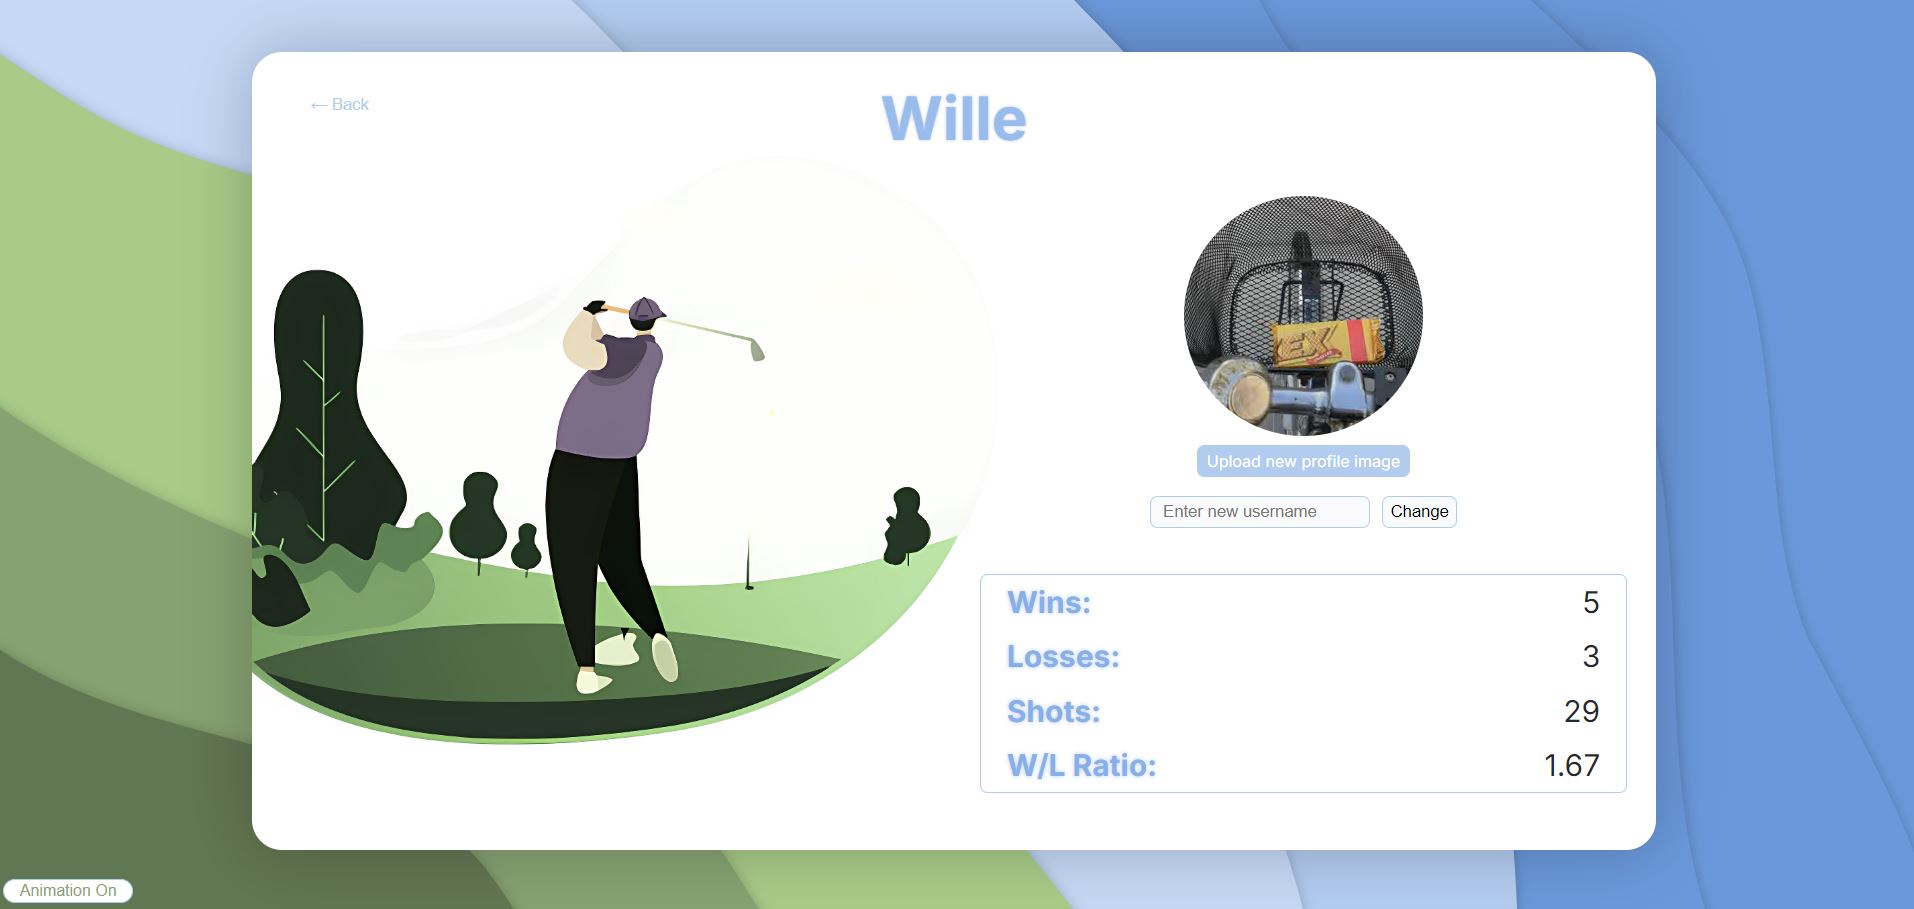 ← Back
Wille
EX
Upload new profile image
Enter new username
Change
Wins: 5
Losses: 3
Shots: 29
W/L Ratio: 1.67
Animation On